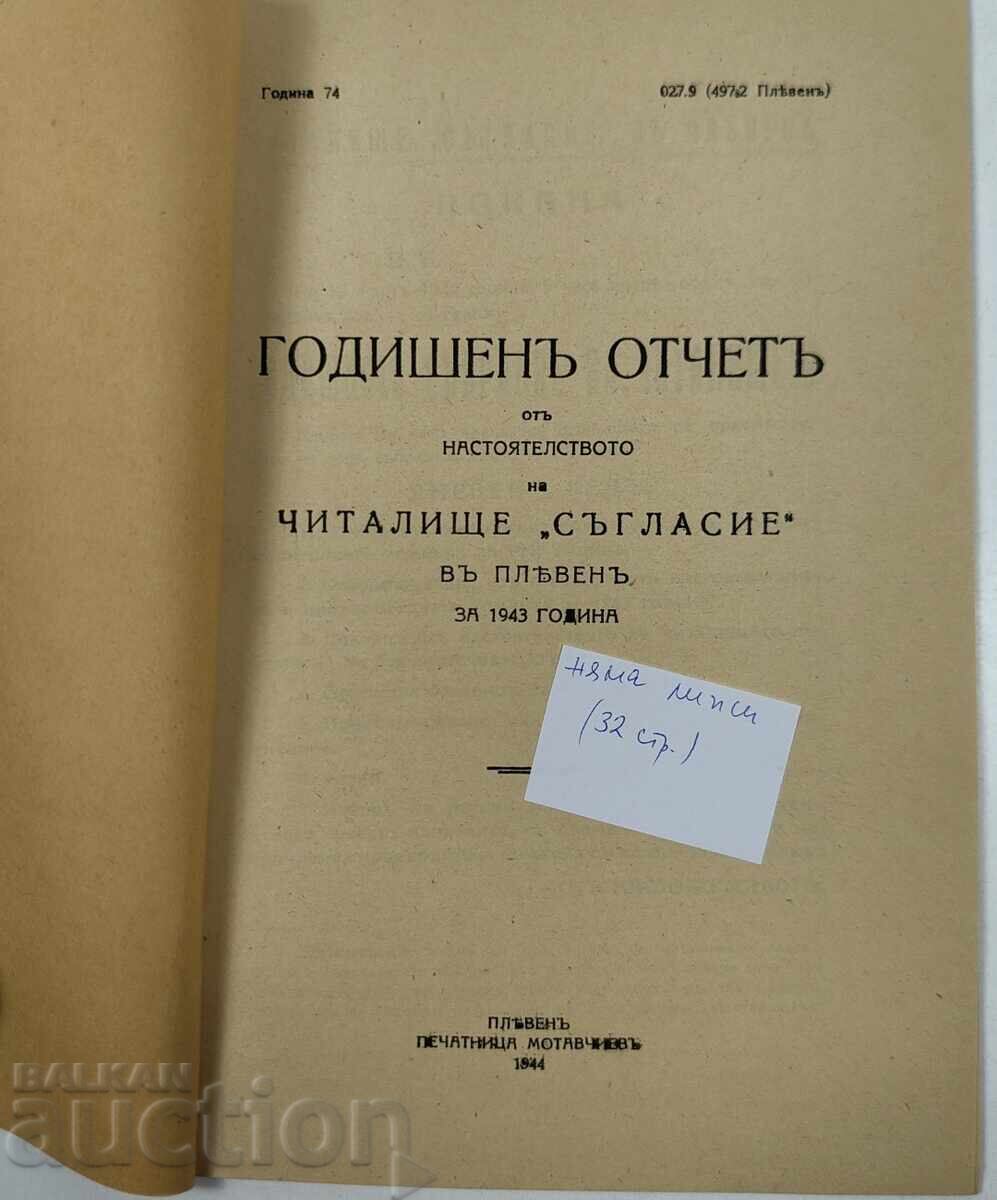 Година 74
027.9 (497.2 Плѣвенъ)
ГОДИШЕНЪ ОТЧЕТЪ
отъ
НАСТОЯТЕЛСТВОТО
на
ЧИТАЛИЩЕ „СЪГЛАСИЕ“
ВЪ ПЛѢВЕНЪ
ЗА 1943 ГОДИНА
няма липси
(32 стр.)
ПЛѢВЕНЪ
ПЕЧАТНИЦА МОТАВЧИЕВЪ
1944
BALKAN
auction